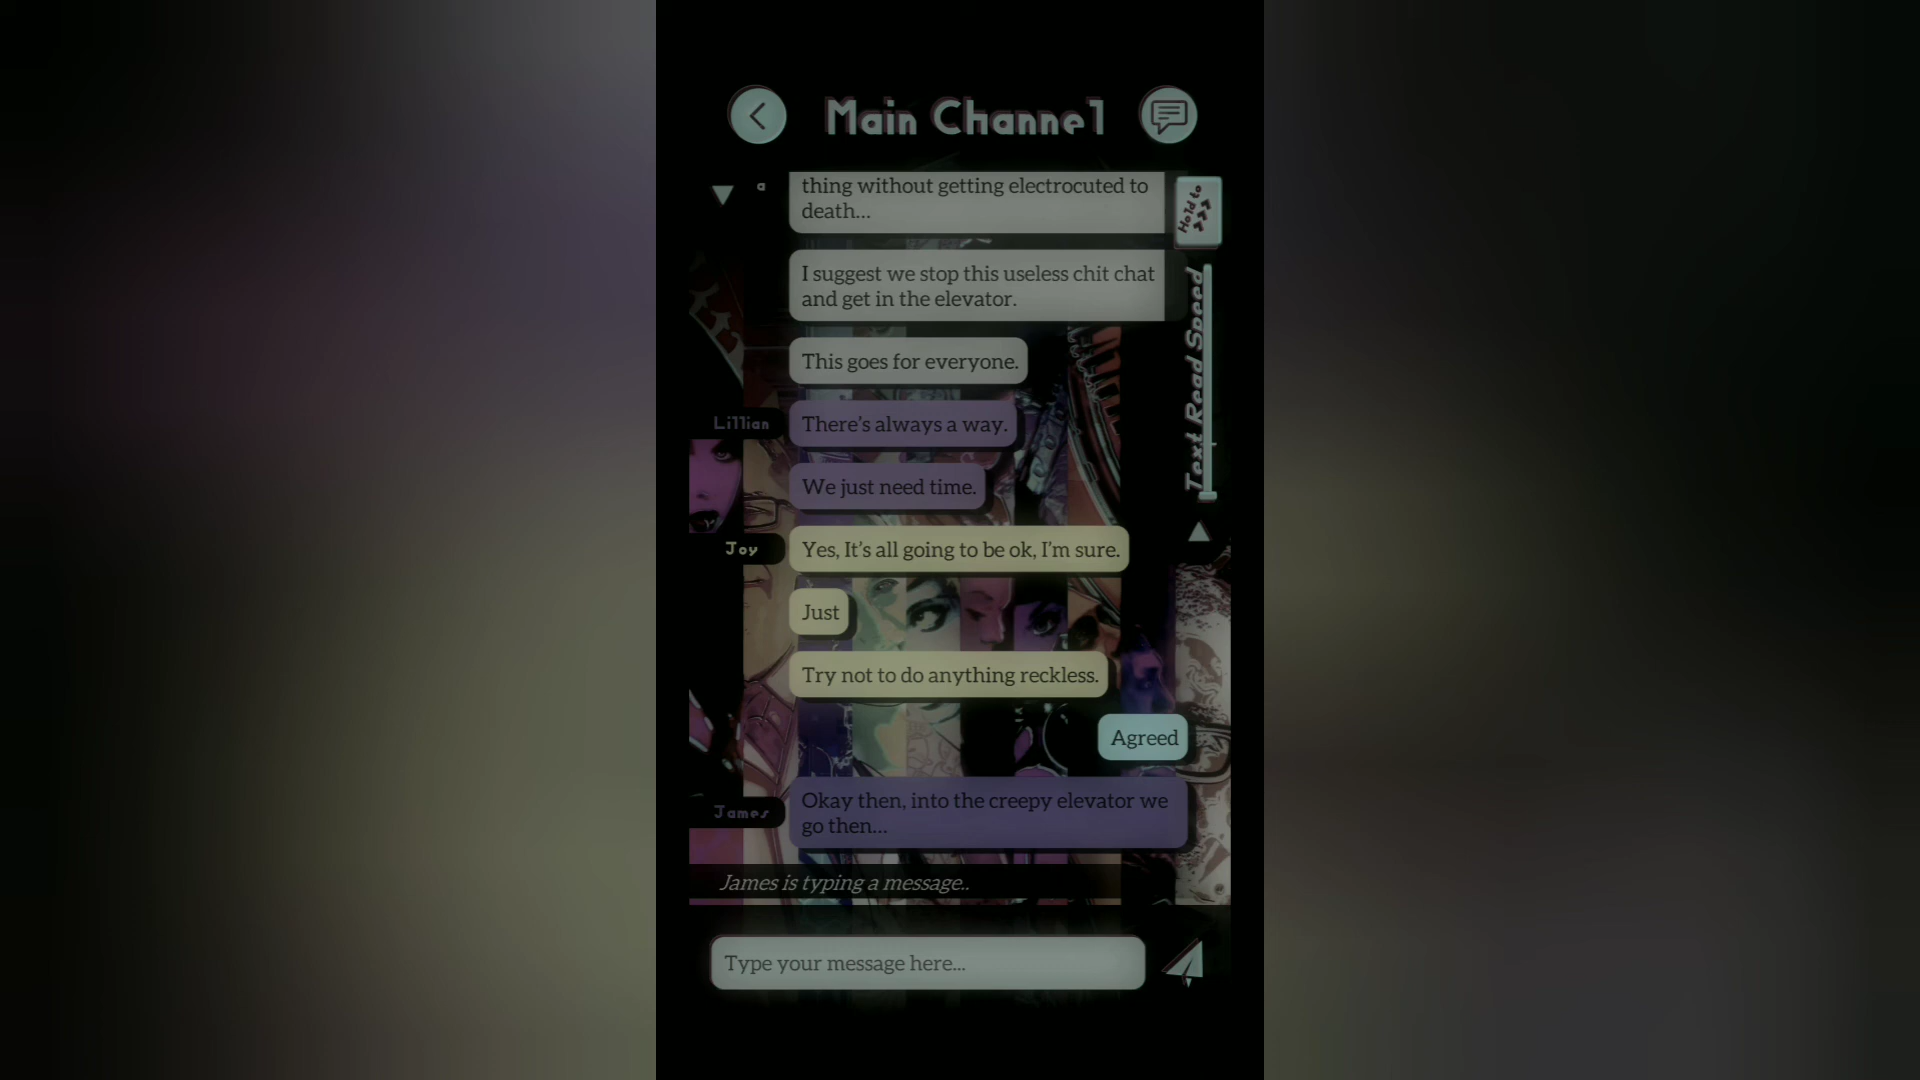 Main Channel
a
thing without getting electrocuted to
death...
Hold to
I suggest we stop this useless chit chat
and get in the elevator.
Text Read Speed
This goes for everyone.
Lillian
There's always a way.
We just need time.
Joy
Yes, It's all going to be ok, I'm sure.
Just
Try not to do anything reckless.
Agreed
James
Okay then, into the creepy elevator we
go then...
James is typing a message..
Type your message here...